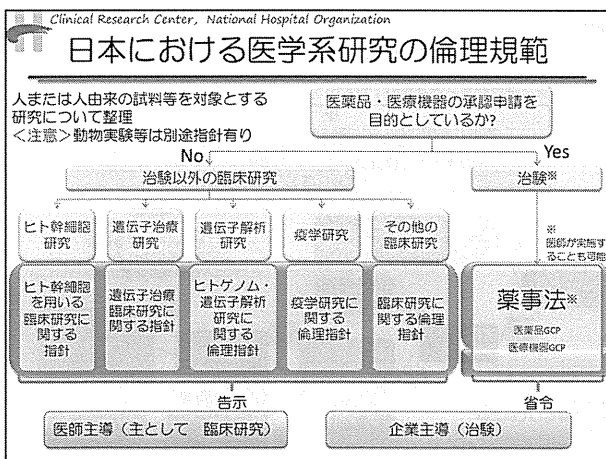 Clinical Research Center, National Hospital Organization
日本における医学系研究の倫理規範
人または人由来の試料等を対象とする
研究について整理
<注意>動物実験等は別途指針有り
医薬品・医療機器の承認申請を
目的としているか?
No
Yes
治験以外の臨床研究
治験※
ヒト幹細胞
研究
遺伝子治療
研究
遺伝子解析
研究
疫学研究
その他の
臨床研究
※
医師が実施す
ることも可能
ヒト幹細胞
を用いる
臨床研究に
関する
指針
遺伝子治療
臨床研究に
関する指針
ヒトゲノム・
遺伝子解析
研究に
関する
倫理指針
疫学研究に
関する
倫理指針
臨床研究に
関する倫理
指針
薬事法※
医薬品GCP
医療機器GCP
告示
省令
医師主導(主として 臨床研究)
企業主導(治験)